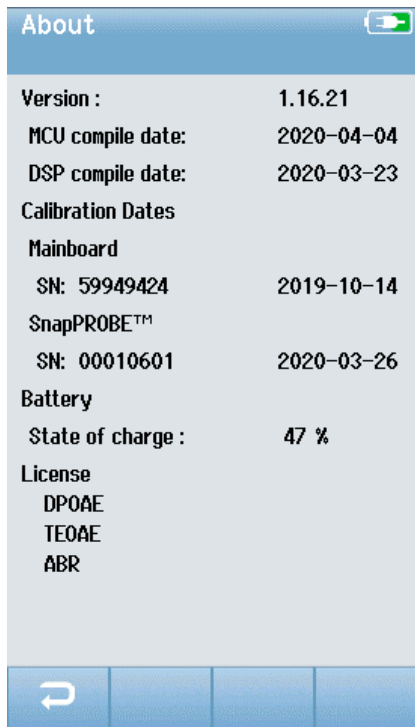 About
Version : 1.16.21
MCU compile date: 2020-04-04
DSP compile date: 2020-03-23
Calibration Dates
Mainboard
SN: 59949424 2019-10-14
SnapPROBE™
SN: 00010601 2020-03-26
Battery
State of charge : 47 %
License
DPOAE
TEOAE
ABR